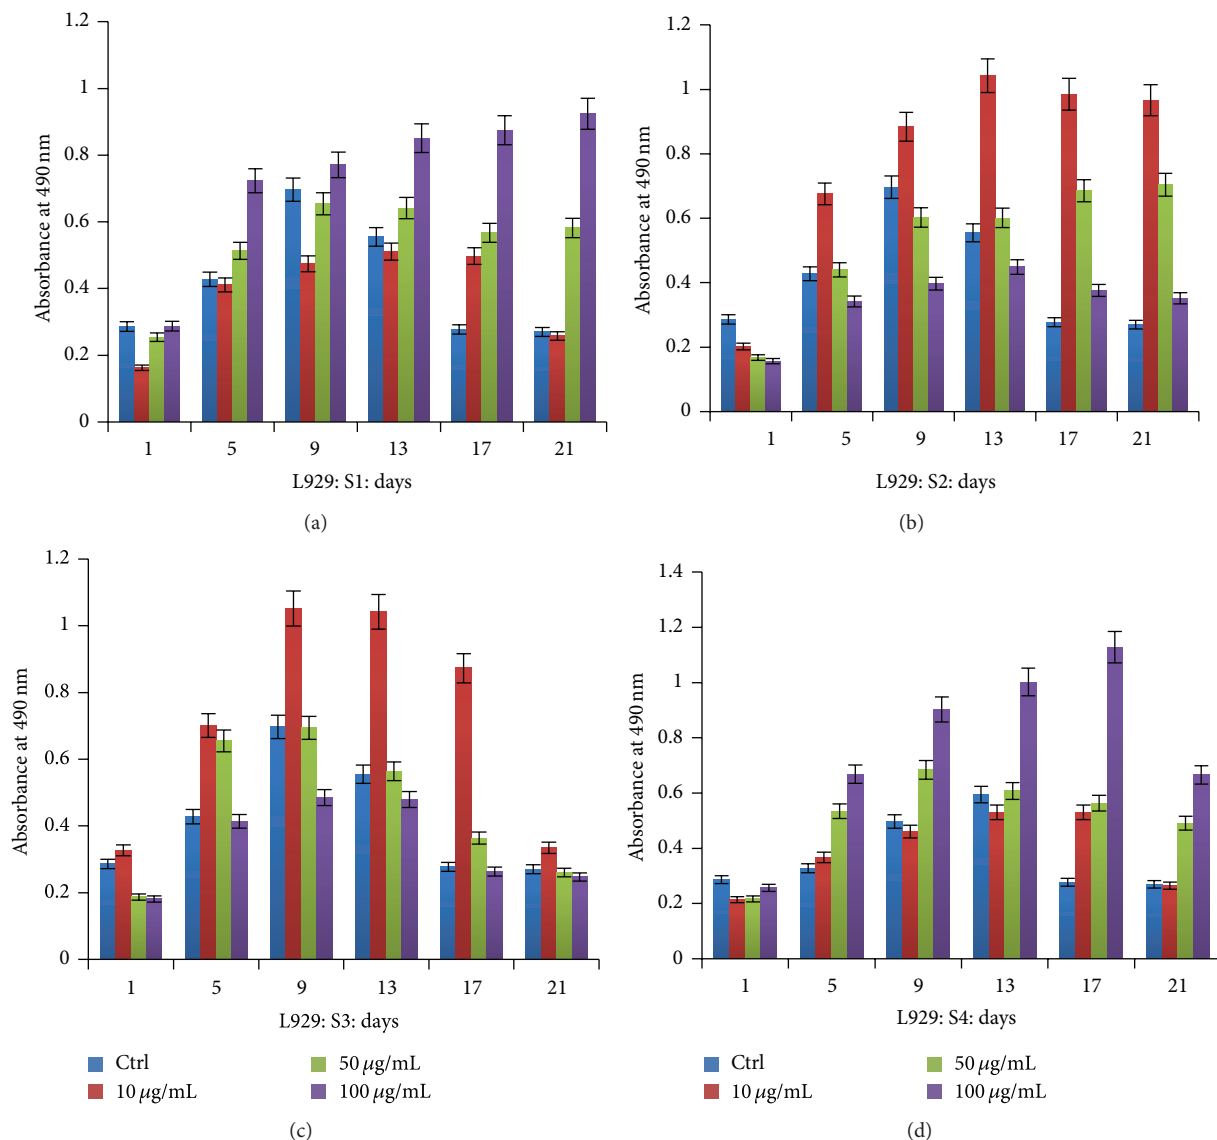 1.2
1
0.8
0.6
0.4
0.2
0
Absorbance at 490 nm
1 5 9 13 17 21
L929: S1: days
(a)
1.2
1
0.8
0.6
0.4
0.2
0
Absorbance at 490 nm
1 5 9 13 17 21
L929: S2: days
(b)
1.2
1
0.8
0.6
0.4
0.2
0
Absorbance at 490 nm
1 5 9 13 17 21
L929: S3: days
Ctrl
10 μg/mL
50 μg/mL
100 μg/mL
(c)
1.4
1.2
1
0.8
0.6
0.4
0.2
0
Absorbance at 490 nm
1 5 9 13 17 21
L929: S4: days
Ctrl
10 μg/mL
50 μg/mL
100 μg/mL
(d)